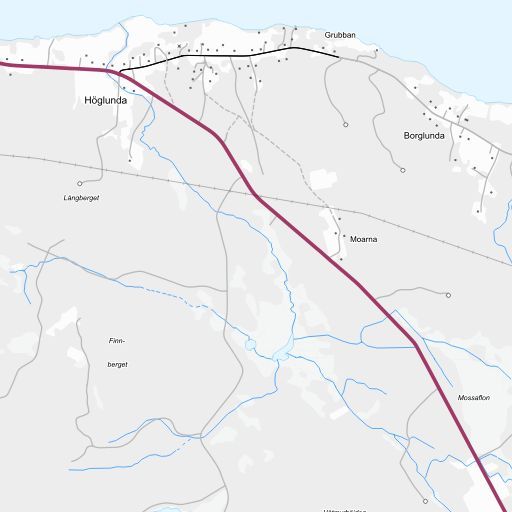 Grubban
Höglunda
Borglunda
Långberget
Moarna
Finn-
berget
Mossaflon